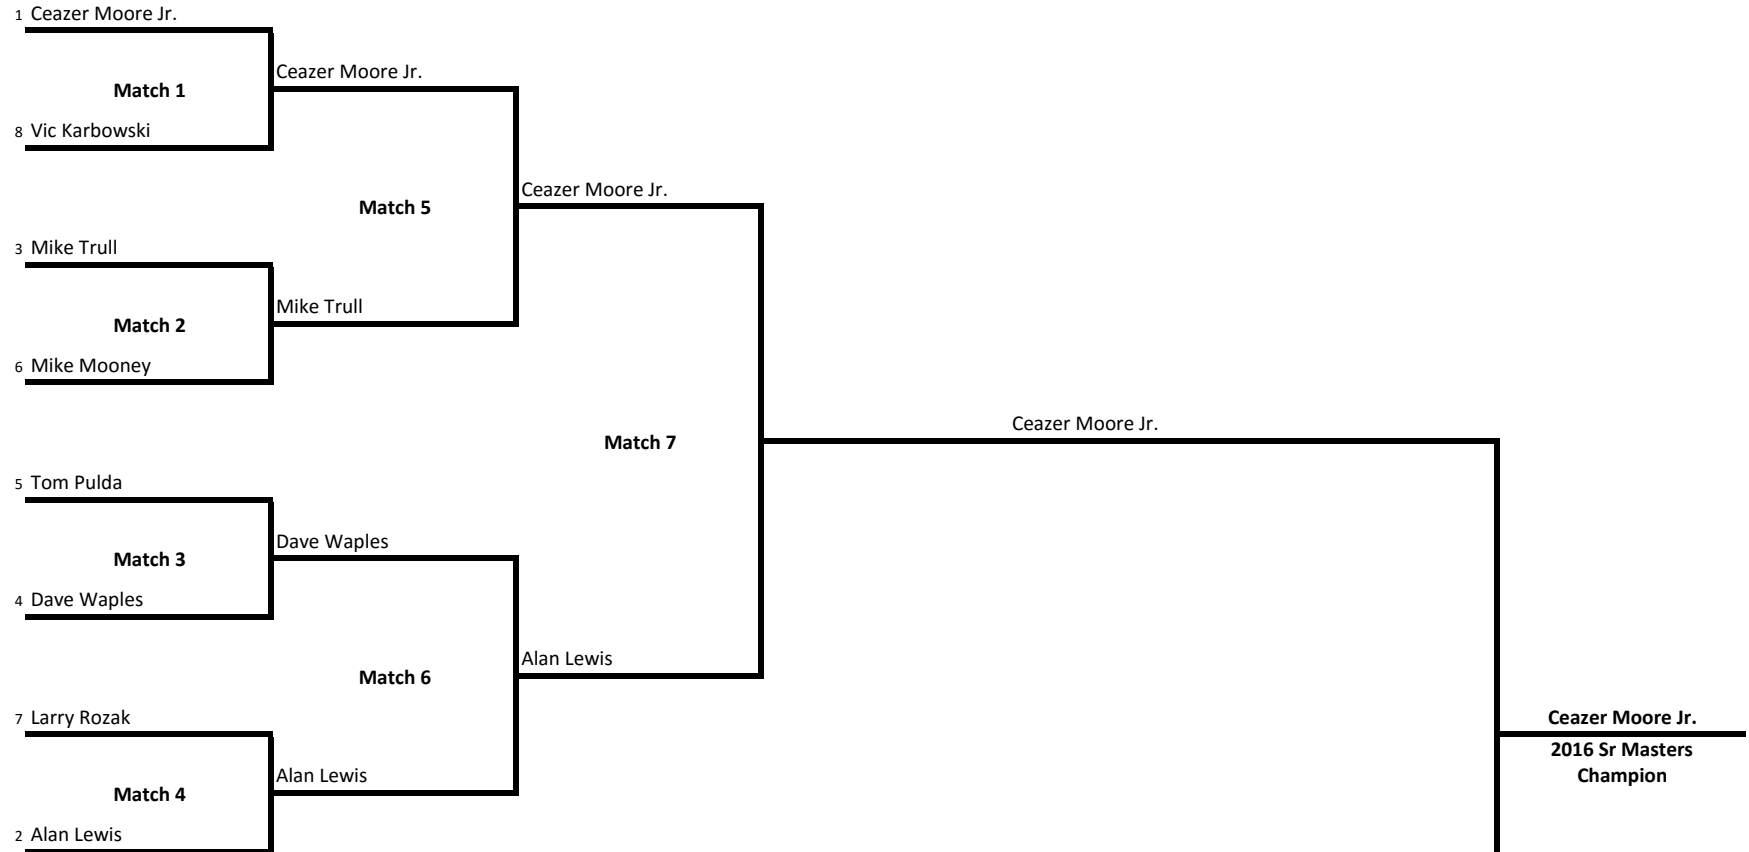 1 Ceazer Moore Jr.
Ceazer Moore Jr.
Match 1
8 Vic Karbowski
Ceazer Moore Jr.
Match 5
3 Mike Trull
Mike Trull
Match 2
6 Mike Mooney
Ceazer Moore Jr.
Match 7
5 Tom Pulda
Dave Waples
Match 3
4 Dave Waples
Alan Lewis
Match 6
7 Larry Rozak
Ceazer Moore Jr.
2016 Sr Masters
Champion
Alan Lewis
Match 4
2 Alan Lewis